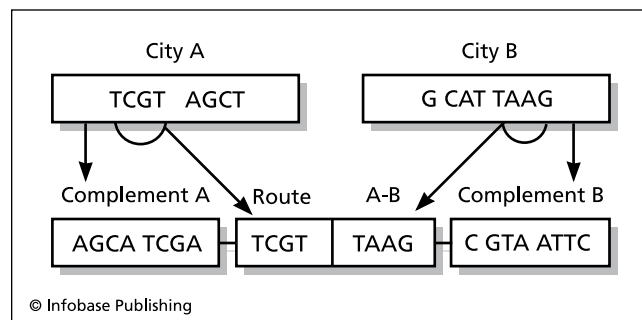 City A City B
TCGT AGCT G CAT TAAG
Complement A Route A-B Complement B
AGCA TCGA TCGT TAAG C GTA ATTC
© Infobase Publishing